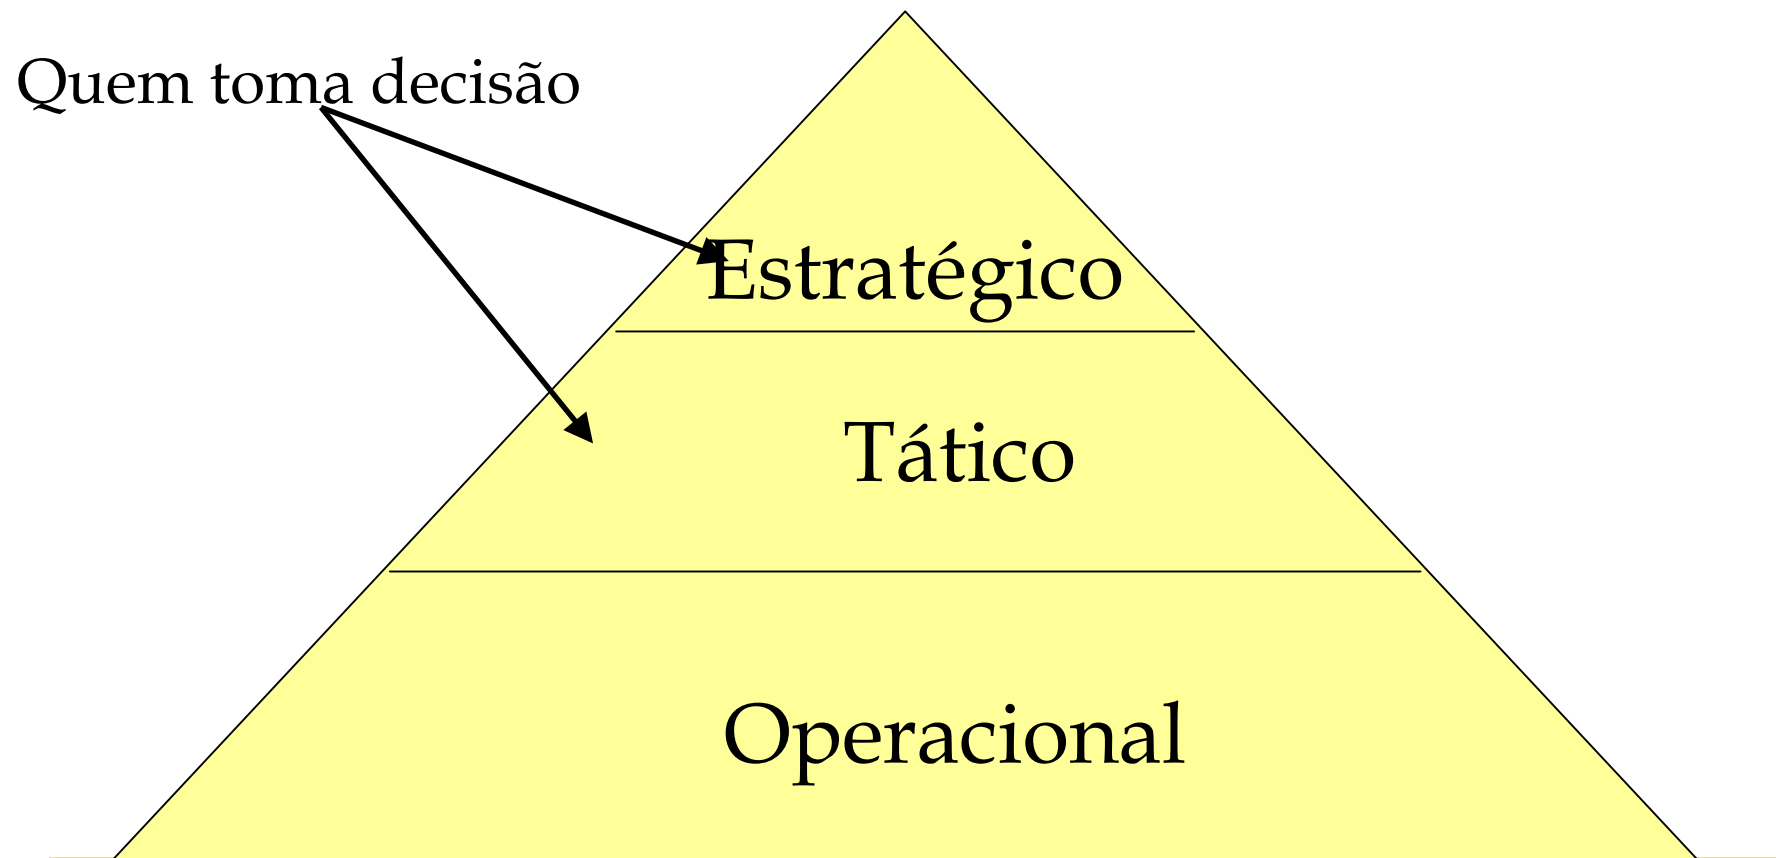 Quem toma decisão
Estratégico
Tático
Operacional